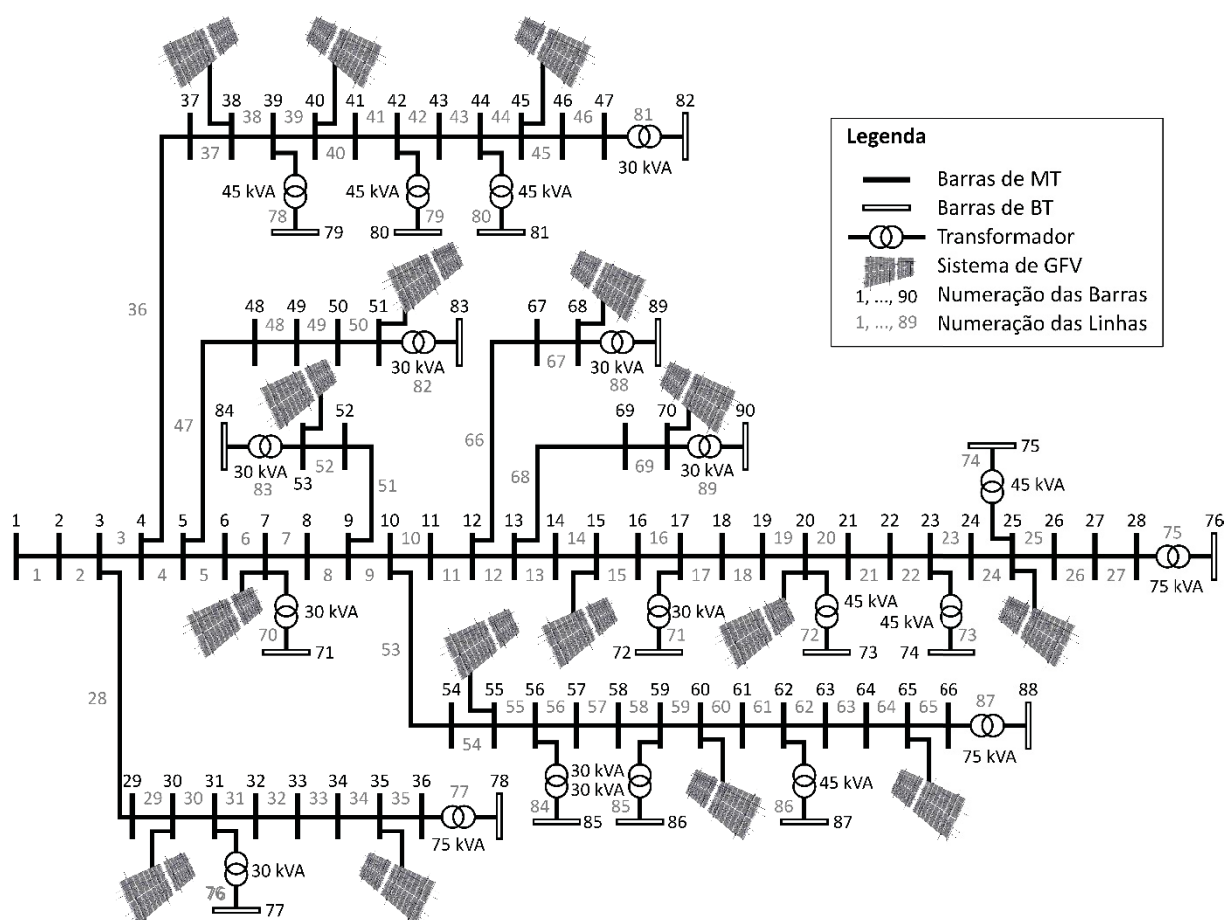 37 38 39 40 41 42 43 44 45 46 47 81 82
38 39 41 42 43 44 46
37 40 45
30 kVA
45 kVA 45 kVA 45 kVA
78 79 80
79 80 81
Legenda
Barras de MT
Barras de BT
Transformador
Sistema de GFV
1, ..., 90 Numeração das Barras
1, ..., 89 Numeração das Linhas
36
48 49 50 51 83
48 49 50
30 kVA
82
67 68 89
67
30 kVA
88
47
66
84 53 52
52
30 kVA
83
51
69 70 90
69
30 kVA
89
68
75
74
45 kVA
1 2 3 4 5 6 7 8 9 10 11 12 13 14 15 16 17 18 19 20 21 22 23 24 25 26 27 28 76
3 6 7 10 14 16 19 20 23 25 75
1 2 4 5 8 9 11 12 13 15 17 18 21 22 24 26 27
75 kVA
30 kVA
70
71
30 kVA
71
72
45 kVA
72
73
45 kVA
73
74
28
53
54 55 56 57 58 59 60 61 62 63 64 65 66 87 88
54 55 56 57 58 59 60 61 62 63 64 65
75 kVA
30 kVA
30 kVA
45 kVA
84 85 86
85 86 87
29 30 31 32 33 34 35 36 77 78
29 30 31 32 33 34 35
75 kVA
30 kVA
76
77